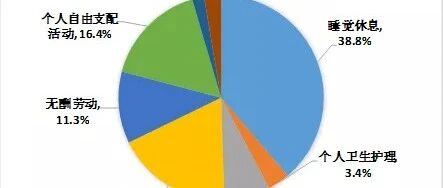 个人自由支配
活动, 16.4%
睡觉休息,
38.8%
无酬劳动,
11.3%
个人卫生护理
3.4%